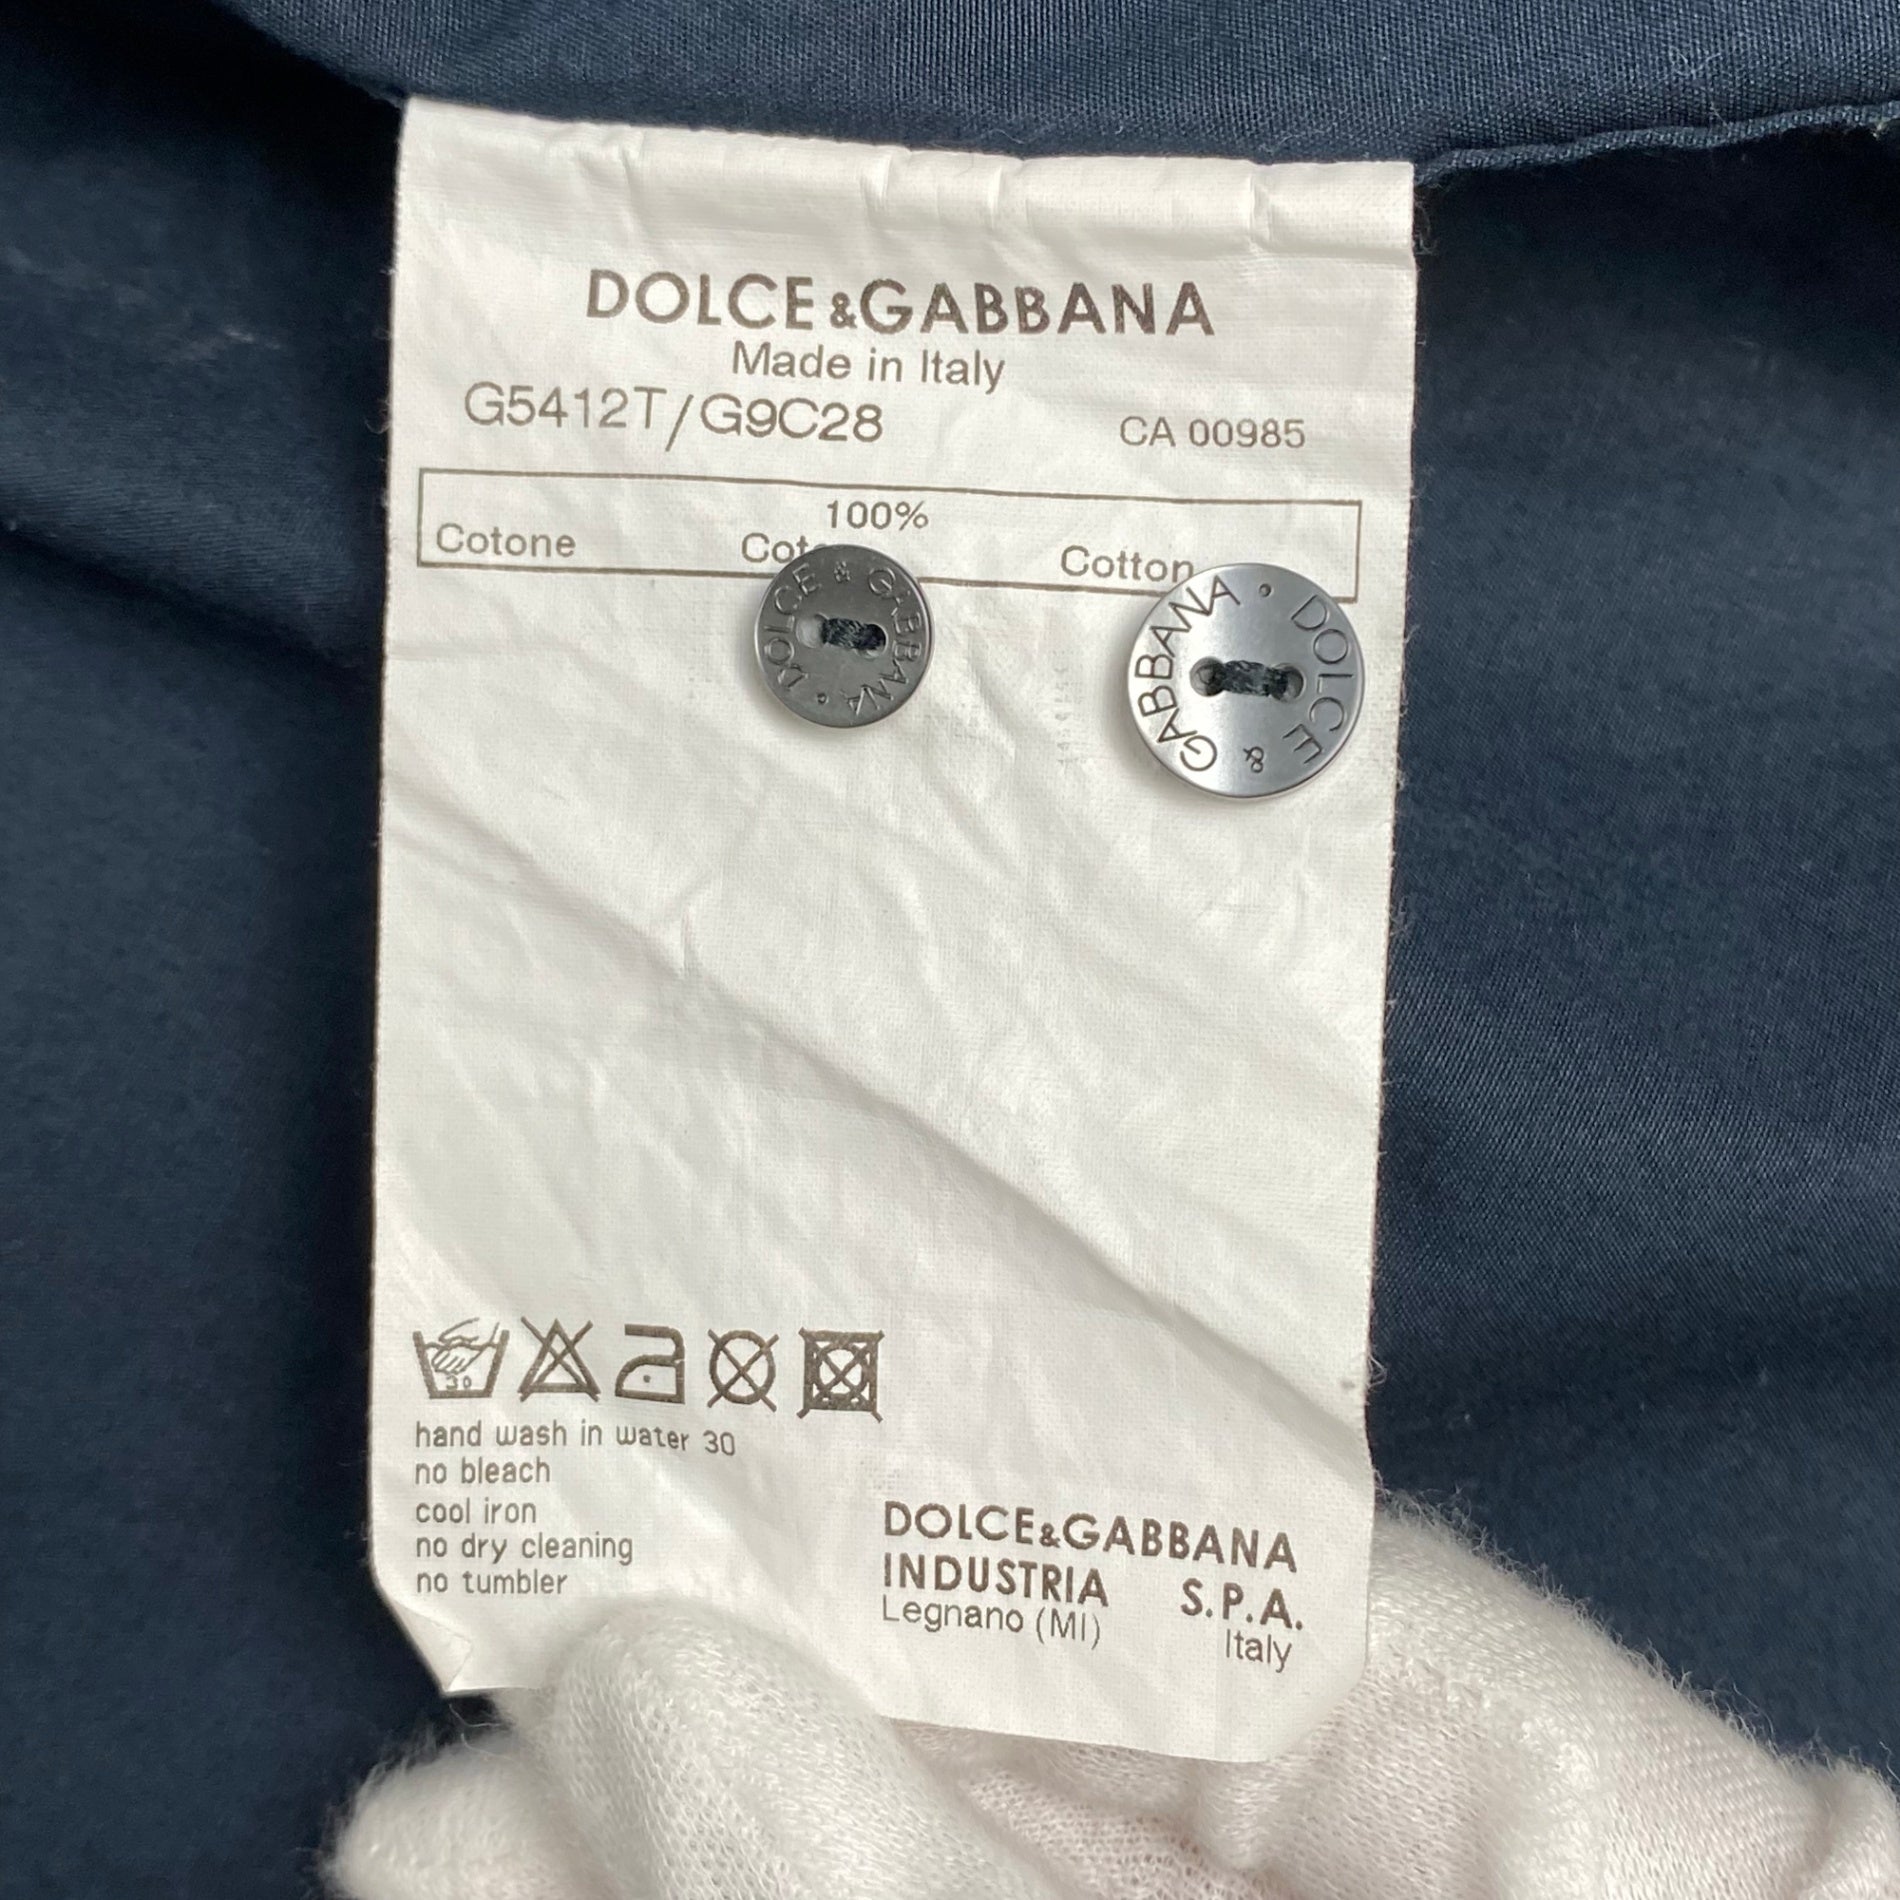 DOLCE&GABBANA
Made in Italy
G5412T/G9C28 CA 00985
100%
Cotone Cotton
DOLCE & GABBANA
DOLCE & GABBANA
30
hand wash in water 30
no bleach
cool iron
no dry cleaning
no tumbler
DOLCE&GABBANA
INDUSTRIA S.P.A.
Legnano (MI) Italy